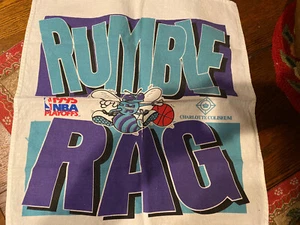 RUMBLE
1995
NBA
PLAYOFFS
CHARLOTTE COLISEUM
RAG